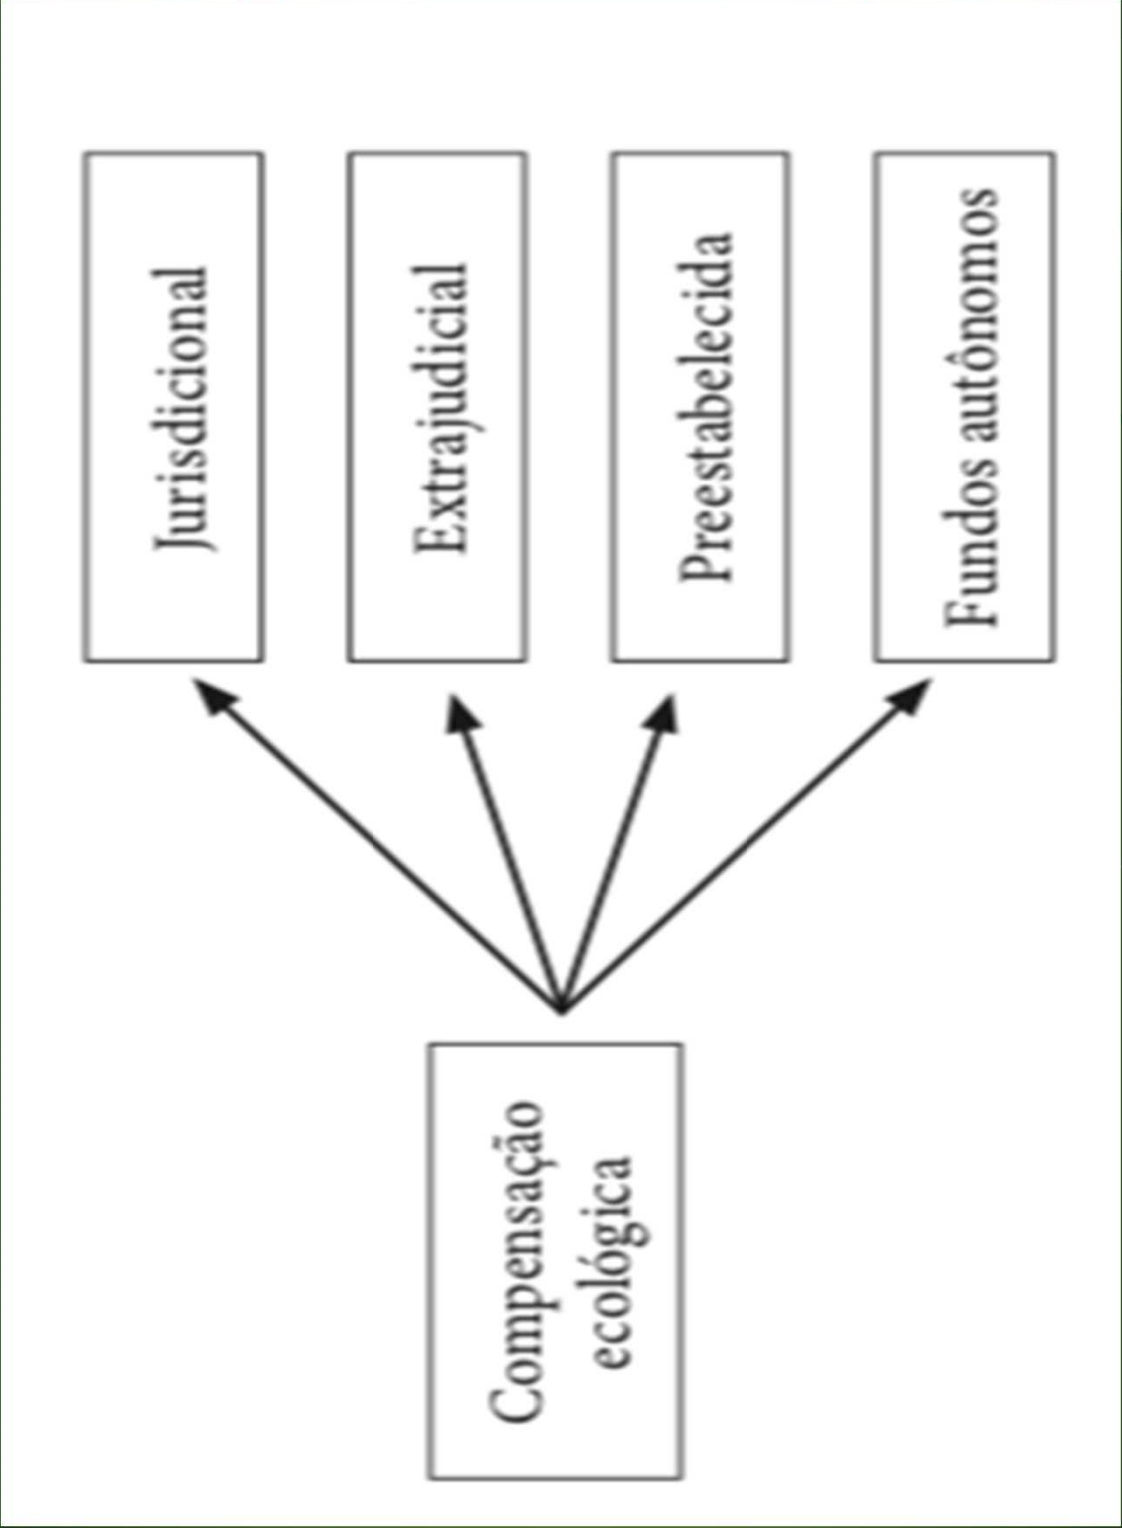 Compensação
ecológica
Jurisdicional
Extrajudicial
Preestabelecida
Fundos autônomos